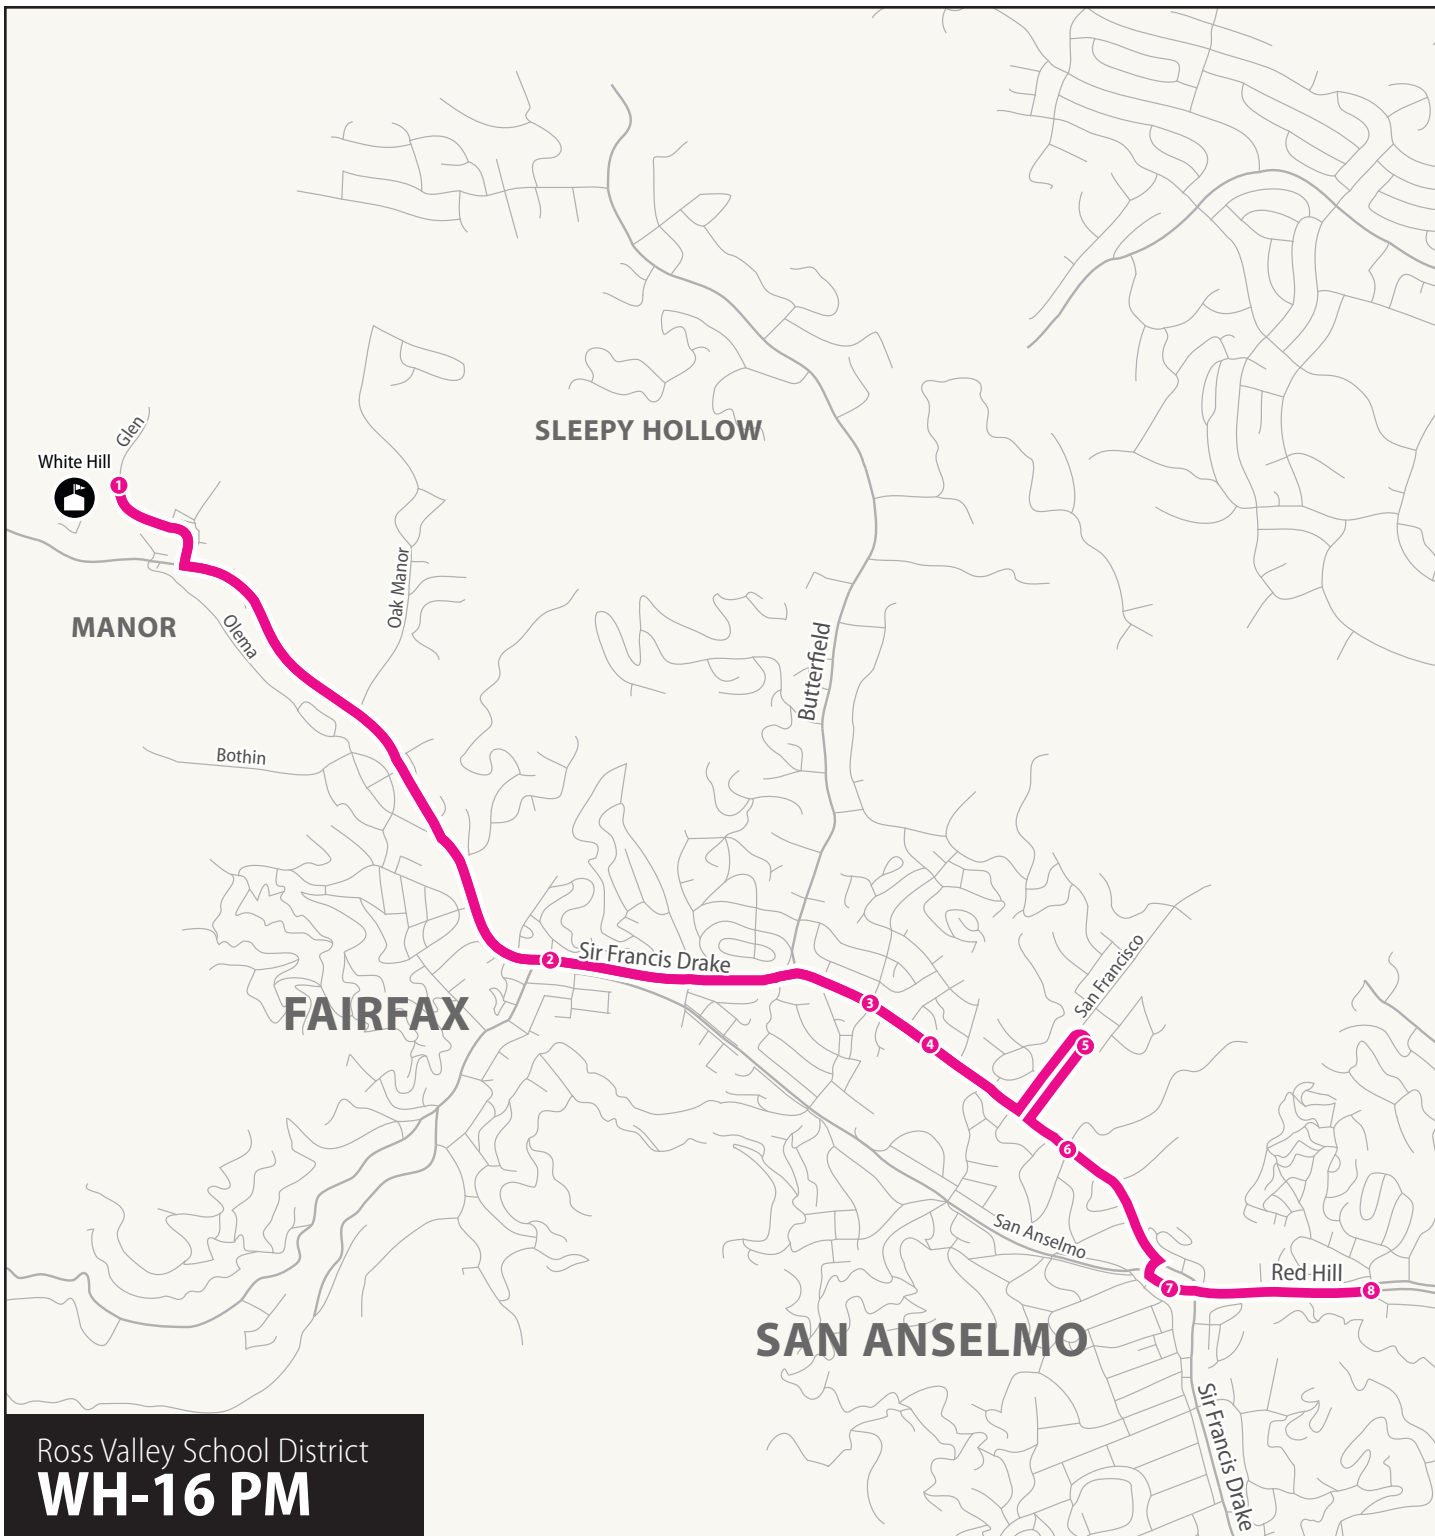 Glen
White Hill
1
SLEEPY HOLLOW
Oak Manor
MANOR
Olema
Butterfield
Bothin
2
Sir Francis Drake
FAIRFAX
San Francisco
3
4
5
6
San Anselmo
7
Red Hill
8
SAN ANSELMO
Sir Francis Drake
Ross Valley School District
WH-16 PM